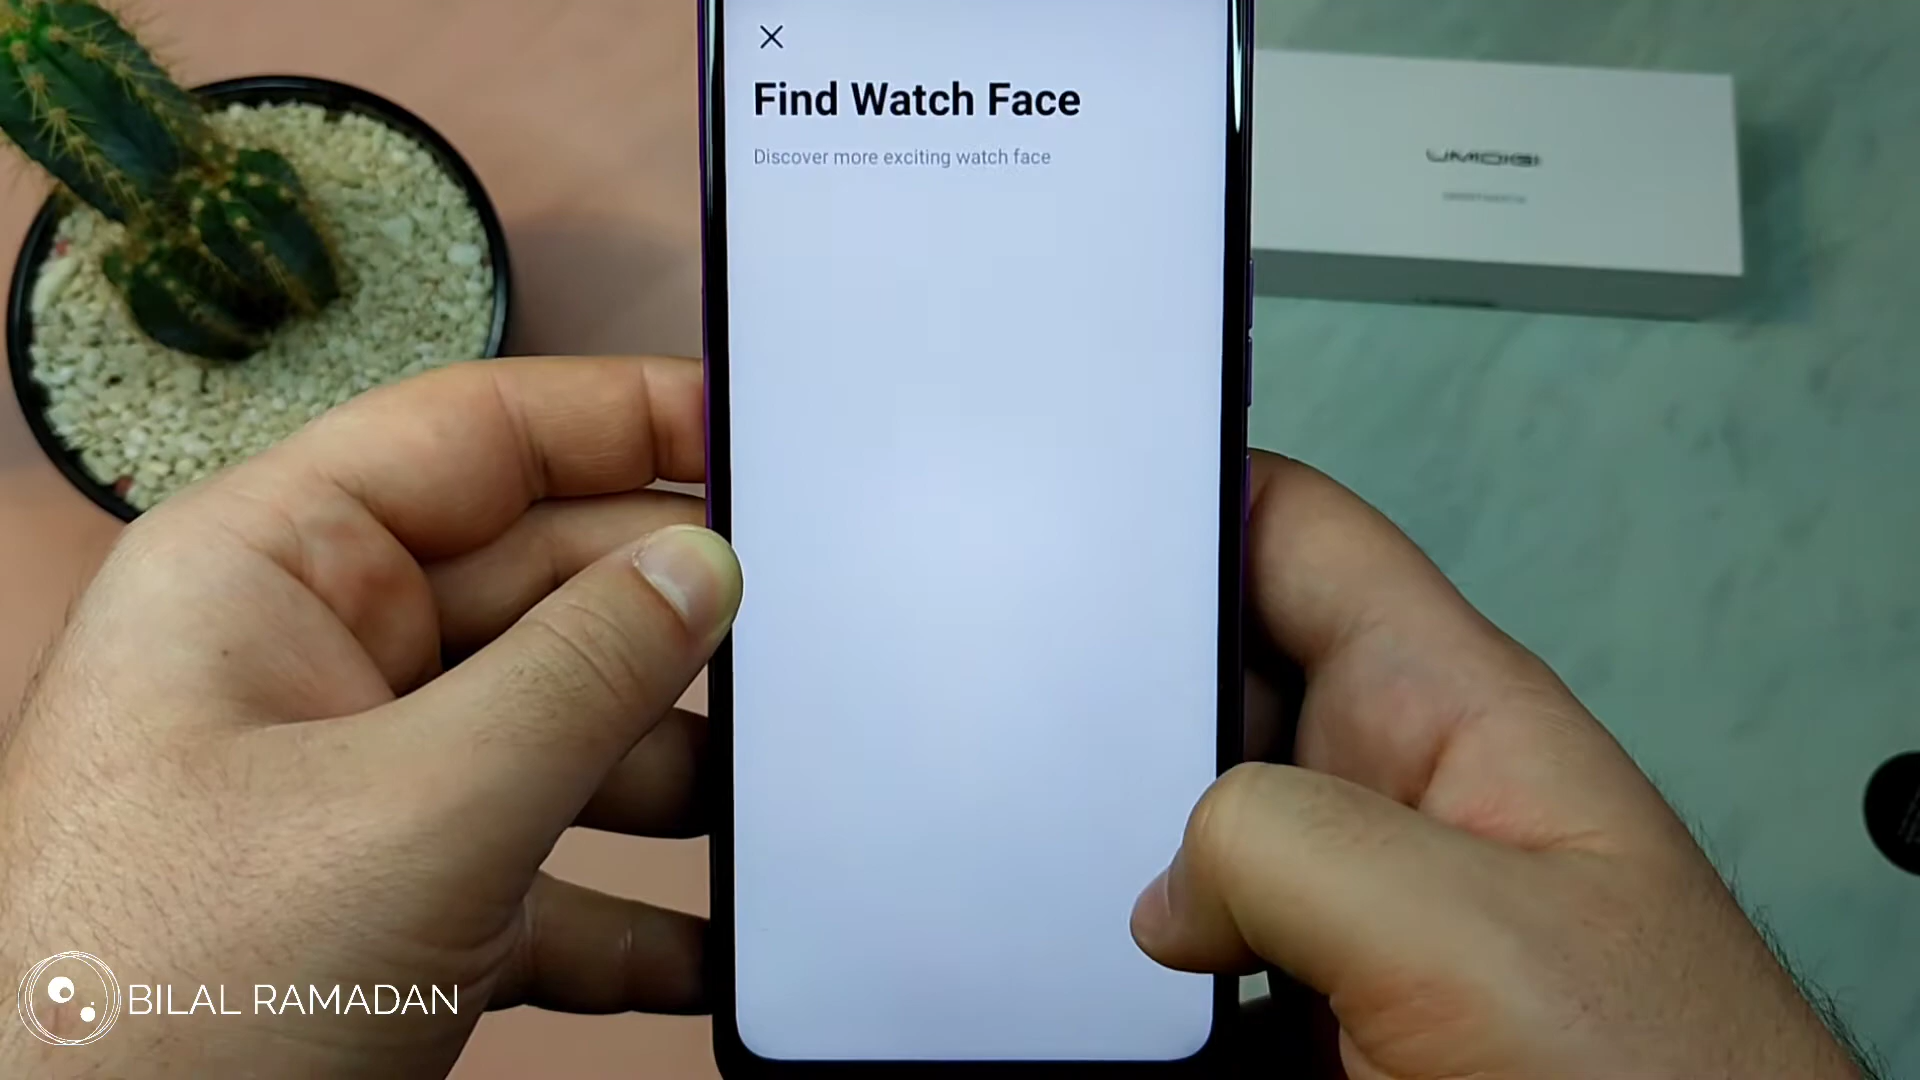 Find Watch Face
Discover more exciting watch face
UMIDIGI
BILAL RAMADAN